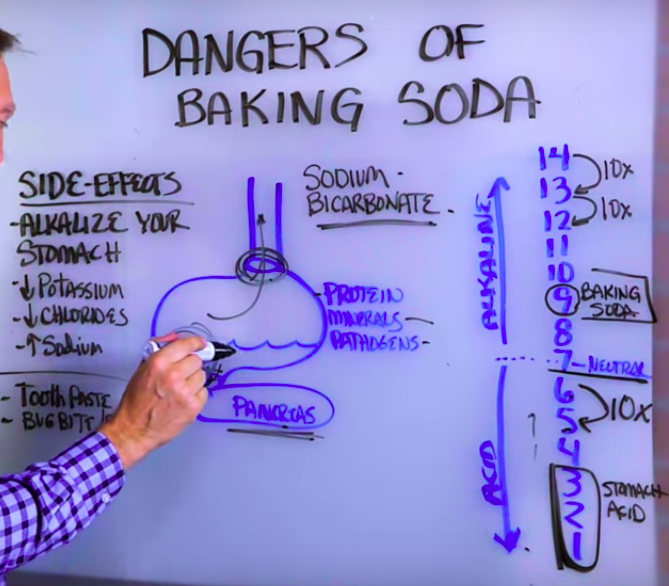 DANGERS OF
BAKING SODA
SIDE-EFFECTS
-ALKALIZE YOUR
STOMACH
-↓POTASSIUM
-↓CHLORIDES
-↑SODIUM
- TOOTH PASTE
- BUG BITE
SODIUM-
BICARBONATE.
-PROTEIN
MINERALS-
PATHOGENS-
PANCREAS
ALKALINE
ACID
14
10x
13
10x
12
11
10
9 BAKING
SODA
8
7 -NEUTRAL
6
10x
5
4
3
STOMACH
ACID
2
1